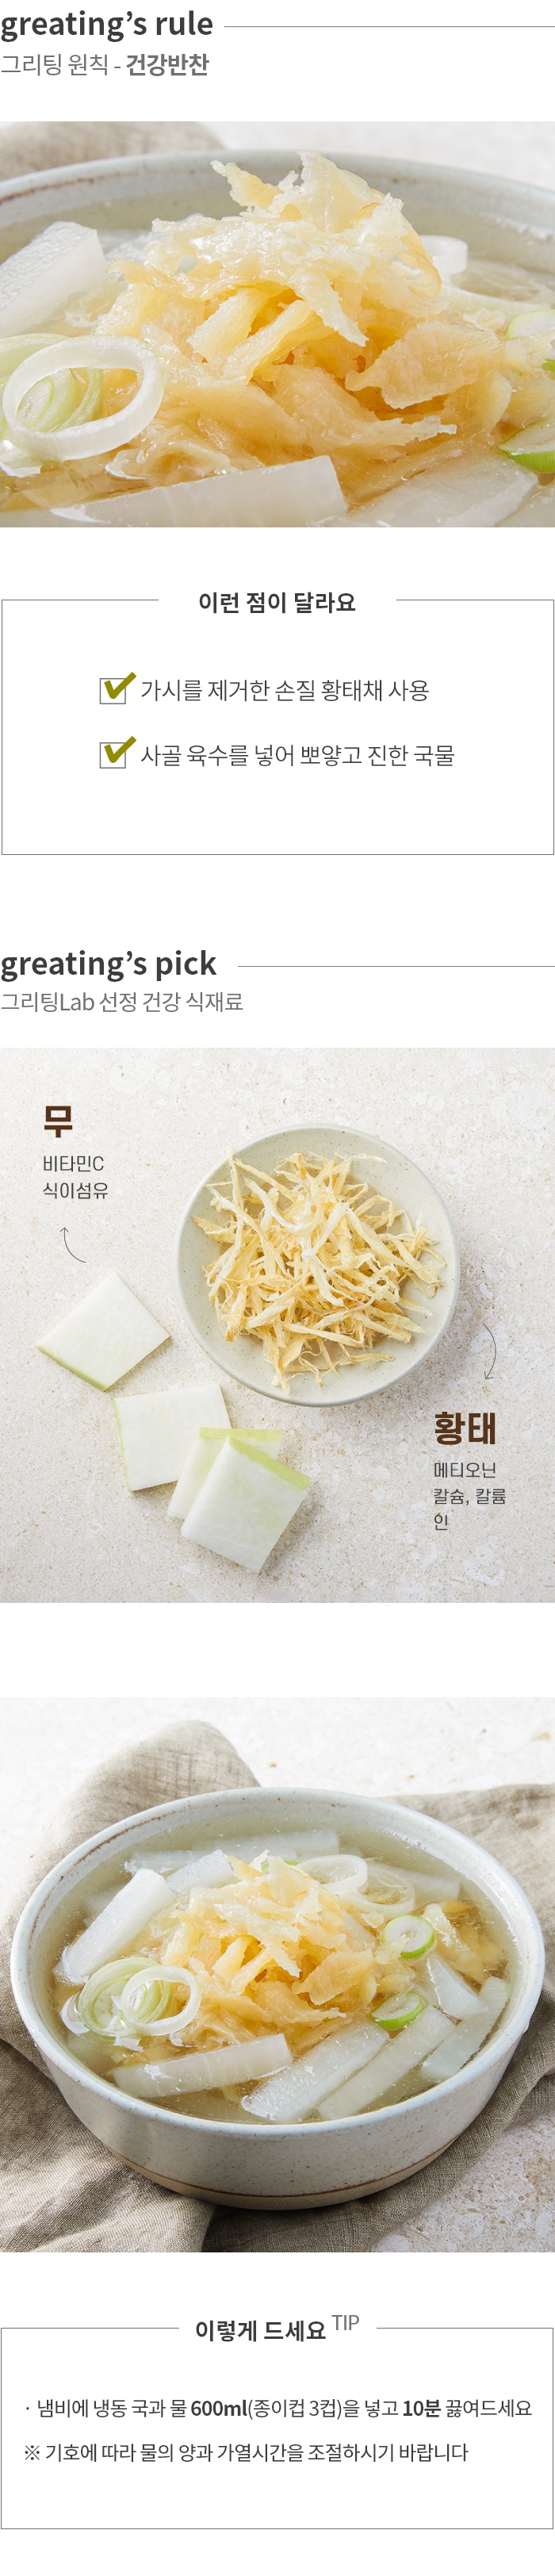 greating’s rule
그리팅 원칙 - 건강반찬
이런 점이 달라요
가시를 제거한 손질 황태채 사용
사골 육수를 넣어 뽀얗고 진한 국물
greating’s pick
그리팅Lab 선정 건강 식재료
무
비타민C
식이섬유
황태
메티오닌
칼슘, 칼륨
인
이렇게 드세요 TIP
· 냄비에 냉동 국과 물 600ml(종이컵 3컵)을 넣고 10분 끓여드세요
※ 기호에 따라 물의 양과 가열시간을 조절하시기 바랍니다